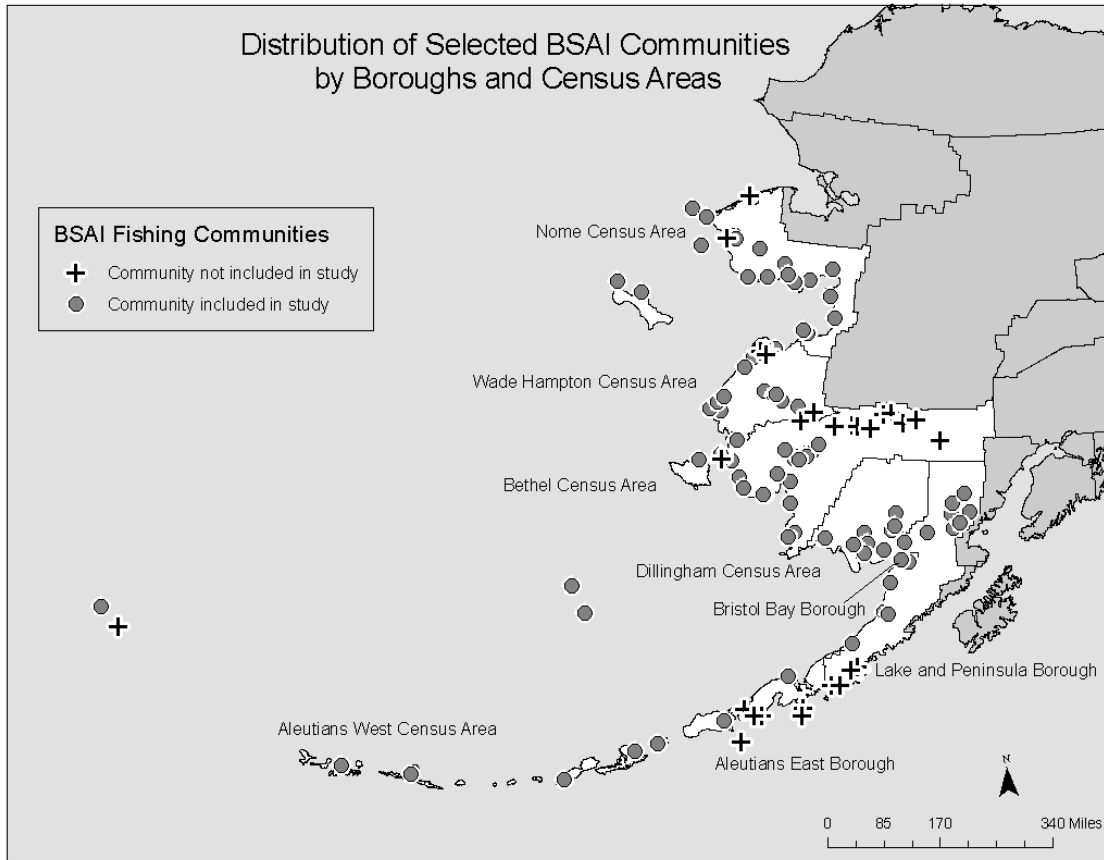 Distribution of Selected BSAI Communities
by Boroughs and Census Areas
BSAI Fishing Communities
Community not included in study
Community included in study
Nome Census Area
Wade Hampton Census Area
Bethel Census Area
Dillingham Census Area
Bristol Bay Borough
Lake and Peninsula Borough
Aleutians West Census Area
Aleutians East Borough
N
0 85 170 340 Miles